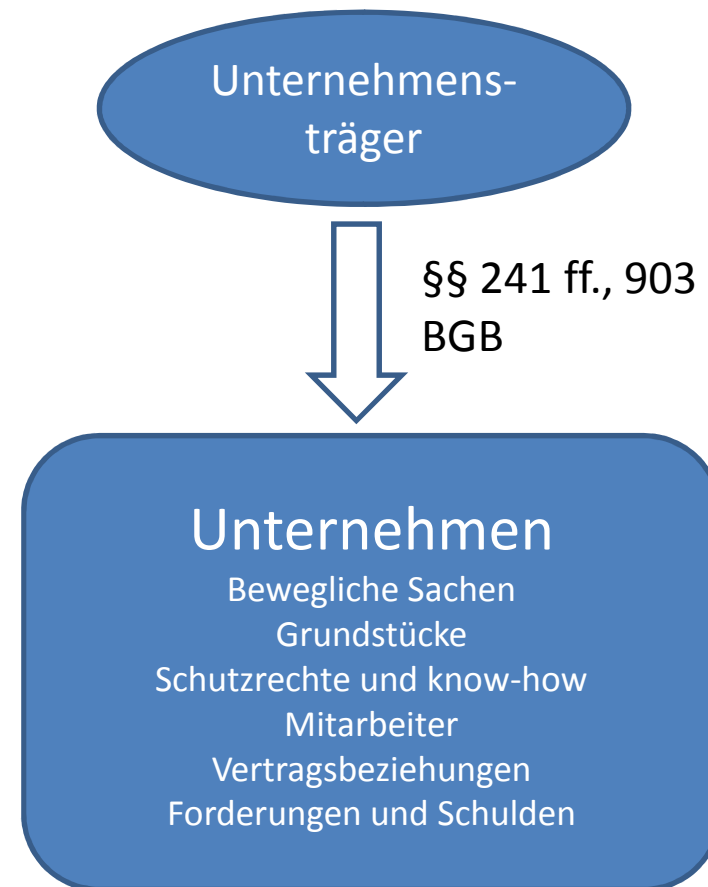 Unternehmens-
träger
§§ 241 ff., 903
BGB
Unternehmen
Bewegliche Sachen
Grundstücke
Schutzrechte und know-how
Mitarbeiter
Vertragsbeziehungen
Forderungen und Schulden